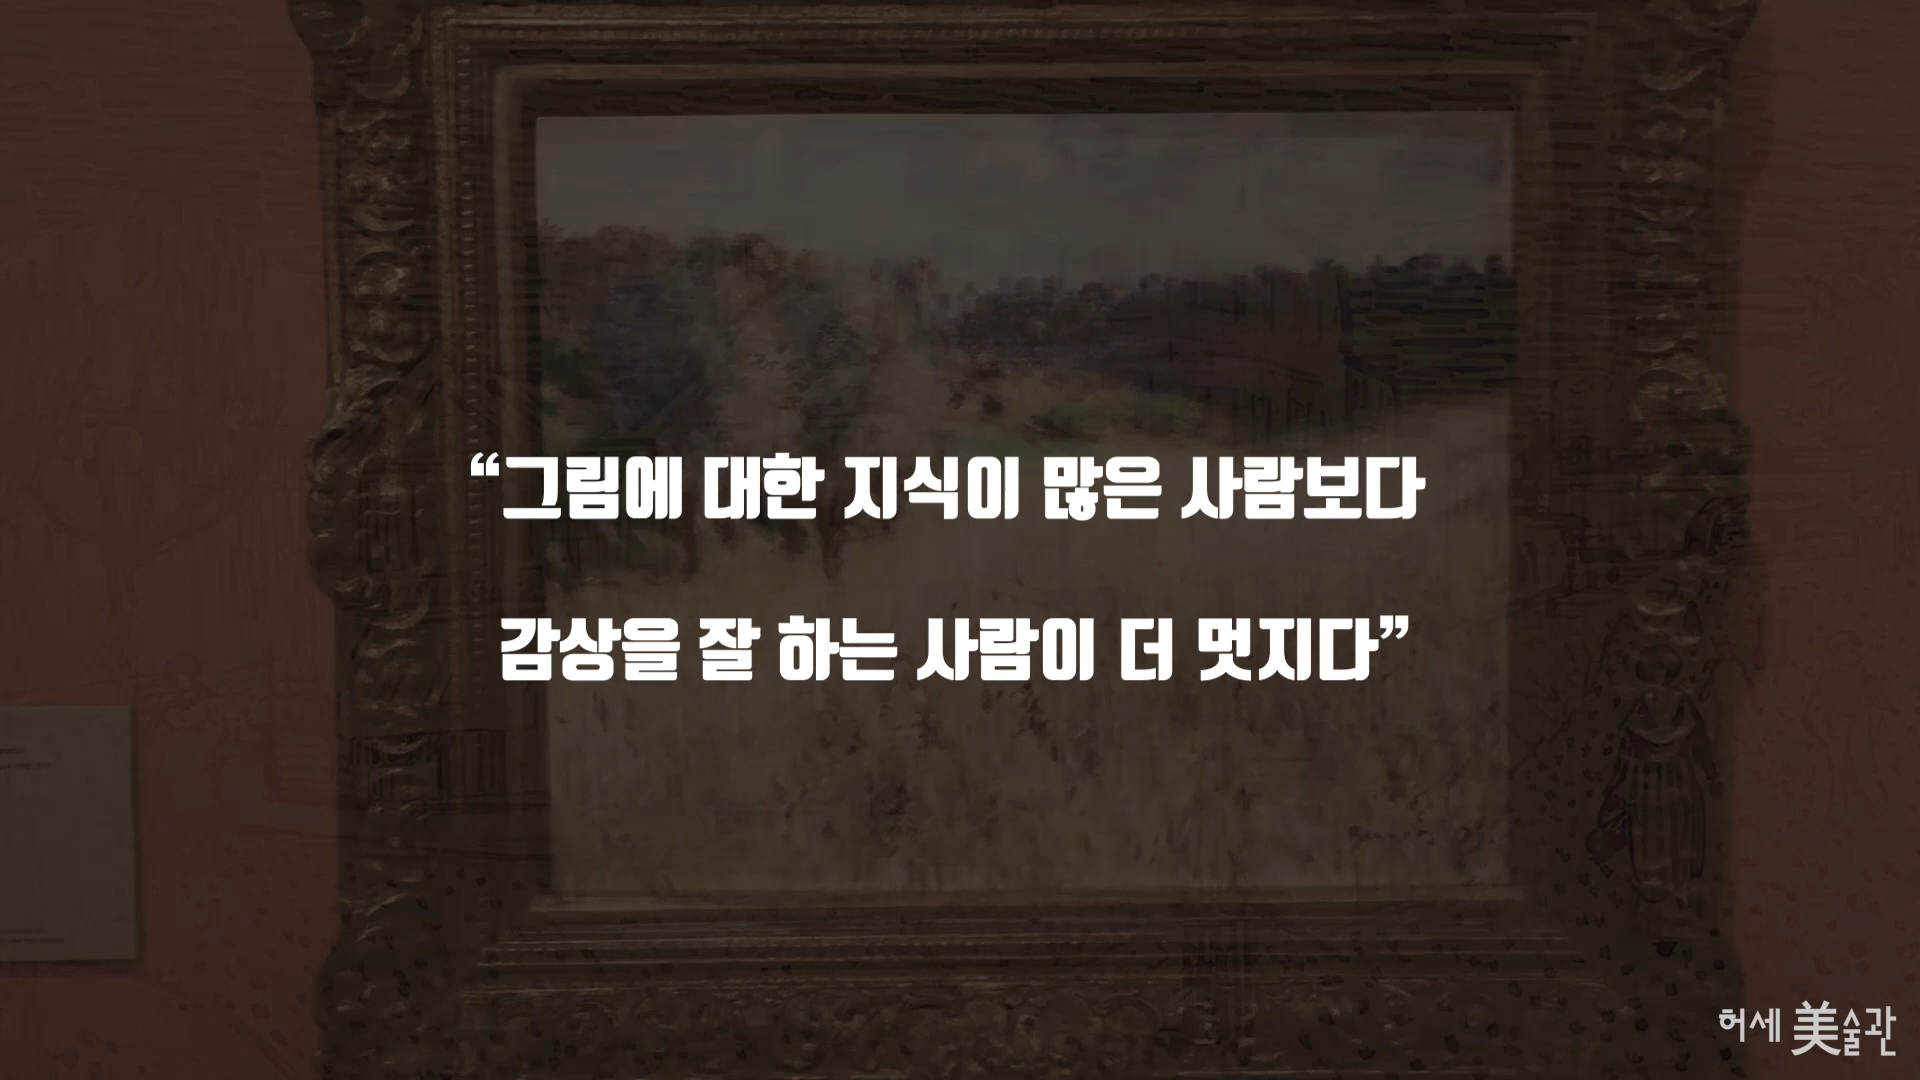 “그림에 대한 지식이 많은 사람보다
감상을 잘 하는 사람이 더 멋지다”
허세 美술관